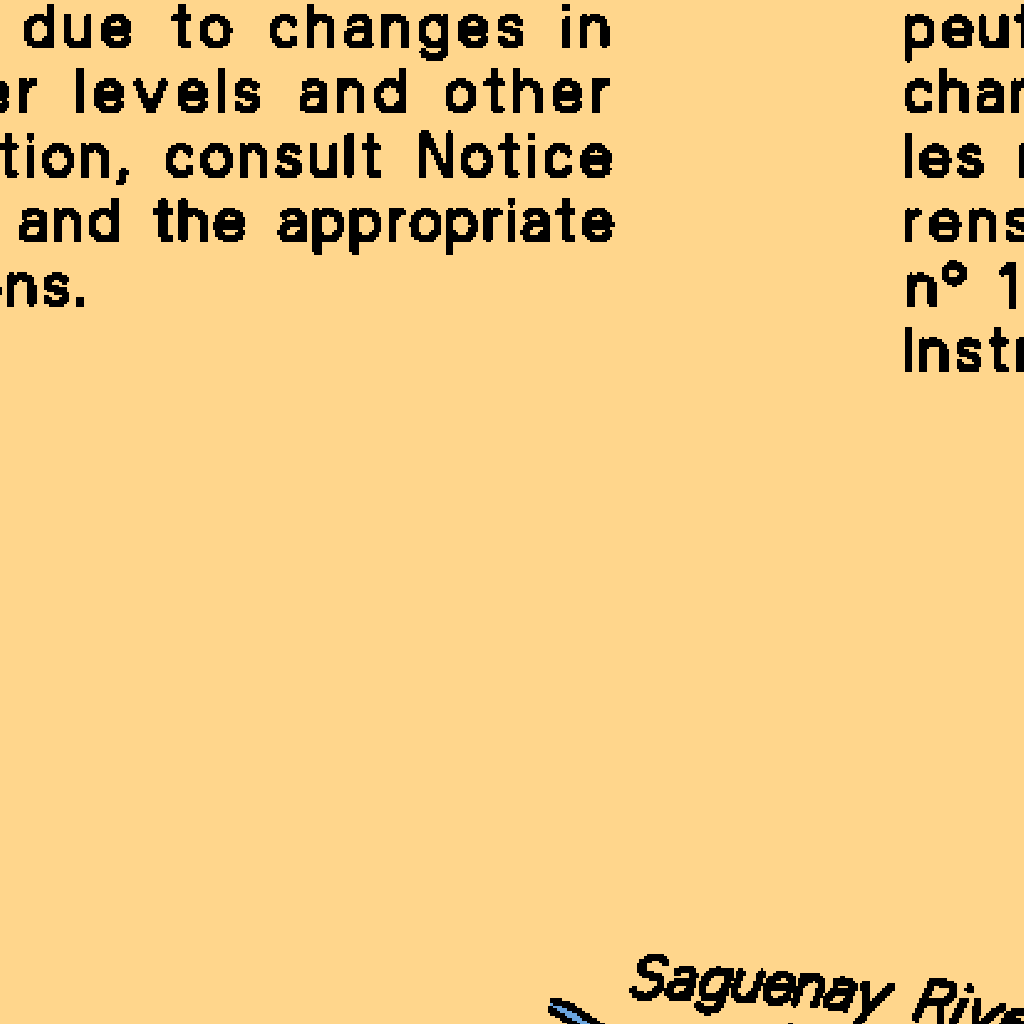 due to changes in
er levels and other
tion, consult Notice
and the appropriate
ns.
peut
char
les
rens
nº 1
Instr
Saguenay Rive